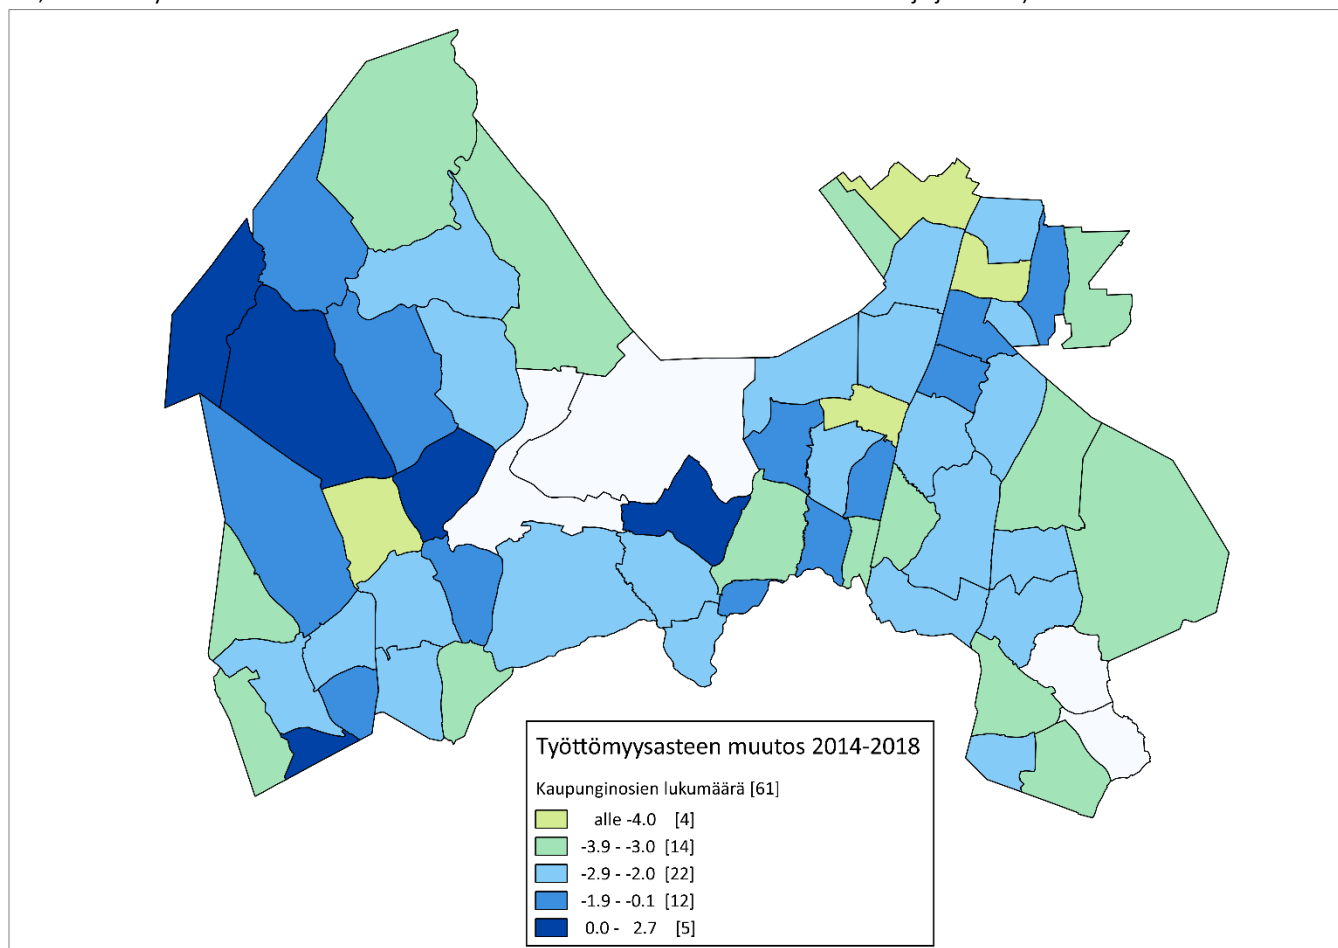 Työttömyysasteen muutos 2014-2018
Kaupunginosien lukumäärä [61]
alle -4.0 [4]
-3.9 - -3.0 [14]
-2.9 - -2.0 [22]
-1.9 - -0.1 [12]
0.0 - 2.7 [5]